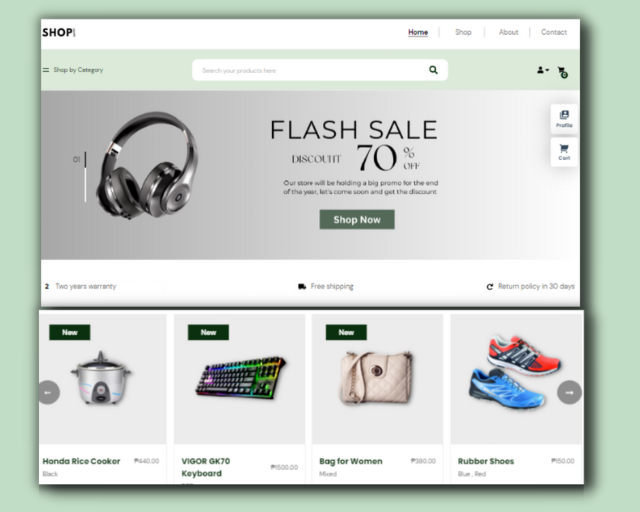 SHOP
Home
Shop
About
Contact
Shop by Category
Search your products here
0
Profile
Cart
01
FLASH SALE
DISCOUNT 70% OFF
Our store will be holding a big promo for the end
of the year, let's come soon and get the discount
Shop Now
2 Two years warranty
Free shipping
Return policy in 30 days
New
New
New
Honda Rice Cooker ₱440.00
Black
ViGOR GK70
Keyboard
₱1500.00
Bag for Women ₱390.00
Mixed
Rubber Shoes ₱150.00
Blue , Red